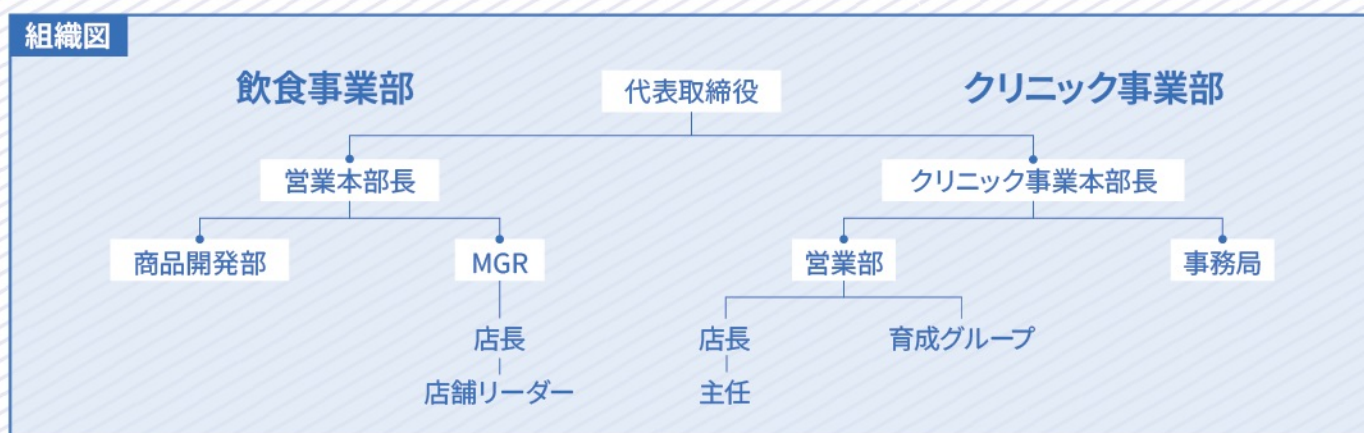 組織図
飲食事業部
代表取締役
クリニック事業部
営業本部長
クリニック事業本部長
商品開発部
MGR
営業部
事務局
店長
店長
育成グループ
店舗リーダー
主任